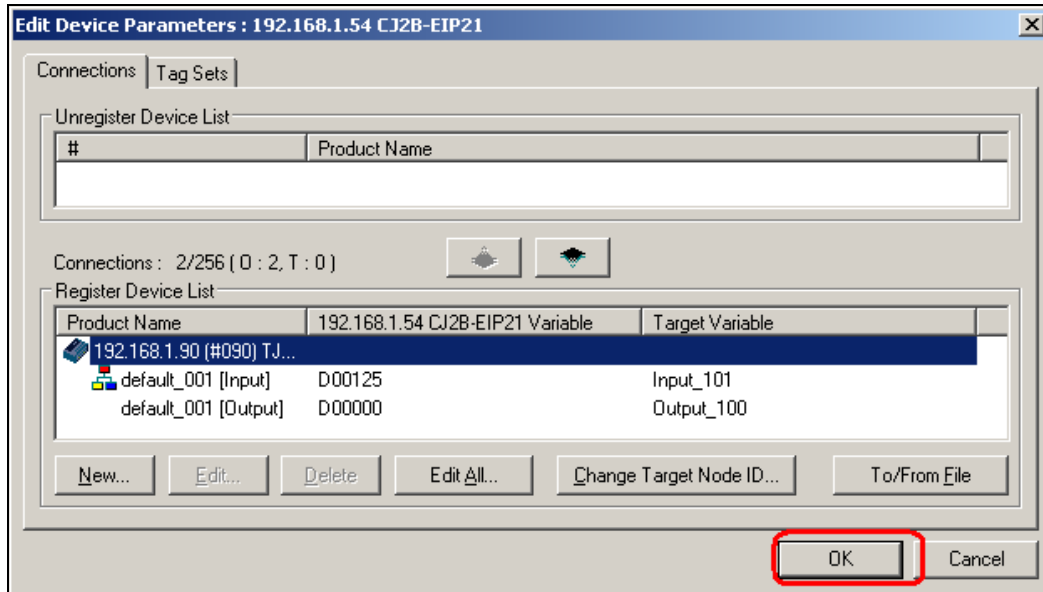 Edit Device Parameters : 192.168.1.54 CJ2B-EIP21
Connections Tag Sets
Unregister Device List
# Product Name
Connections : 2/256 ( O : 2, T : 0 )
Register Device List
Product Name 192.168.1.54 CJ2B-EIP21 Variable Target Variable
192.168.1.90 (#090) TJ...
default_001 [Input] D00125 Input_101
default_001 [Output] D00000 Output_100
New... Edit... Delete Edit All... Change Target Node ID... To/From File
OK Cancel